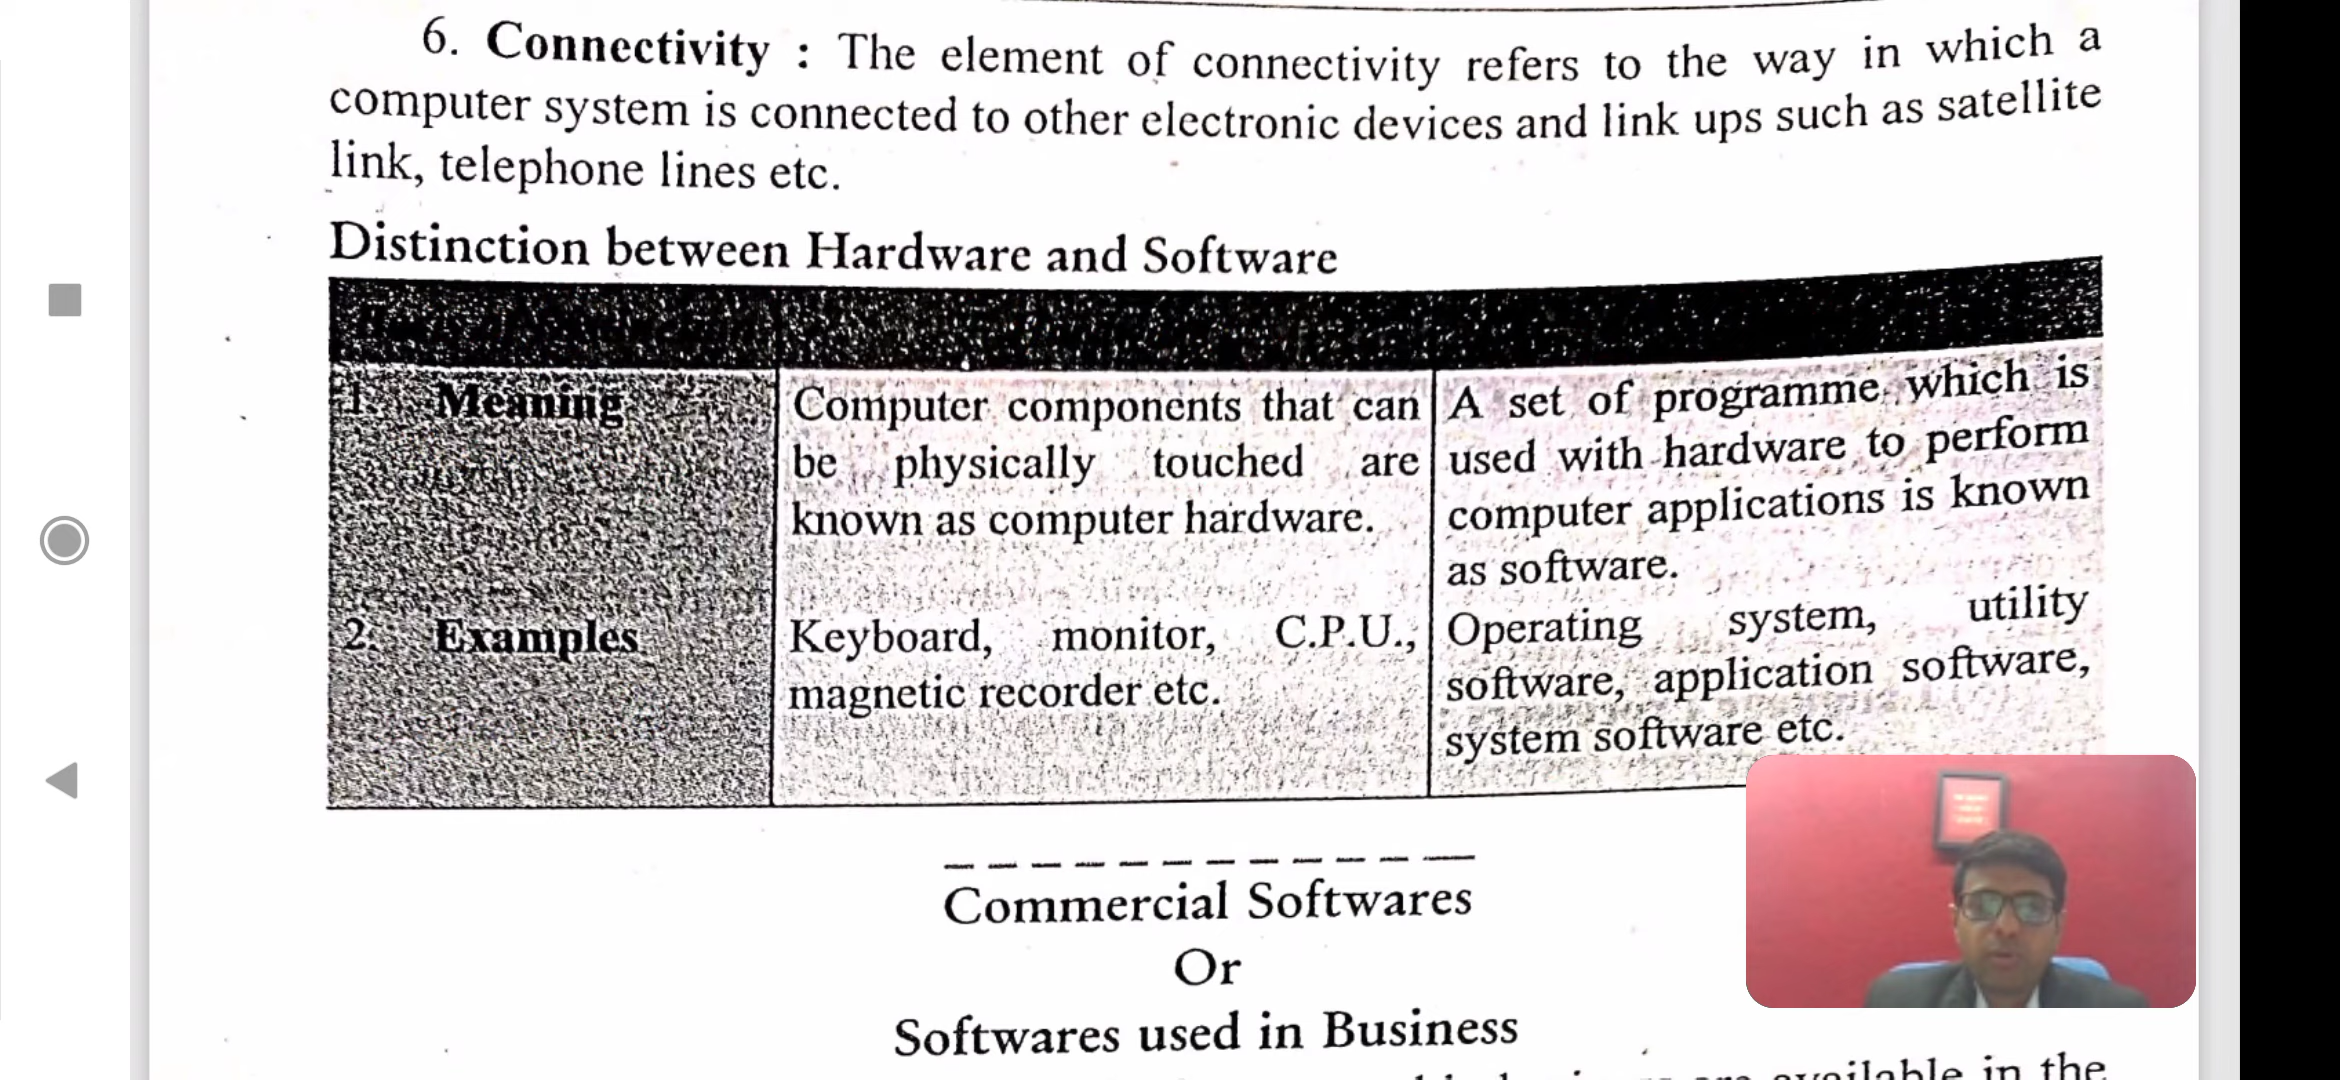 6. Connectivity : The element of connectivity refers to the way in which a
computer system is connected to other electronic devices and link ups such as satellite
link, telephone lines etc.
Distinction between Hardware and Software
1. Meaning
Computer components that can
be physically touched are
known as computer hardware.
A set of programme which is
used with hardware to perform
computer applications is known
as software.
2. Examples
Keyboard, monitor, C.P.U.,
magnetic recorder etc.
Operating system, utility
software, application software,
system software etc.
Commercial Softwares
Or
Softwares used in Business
available in the